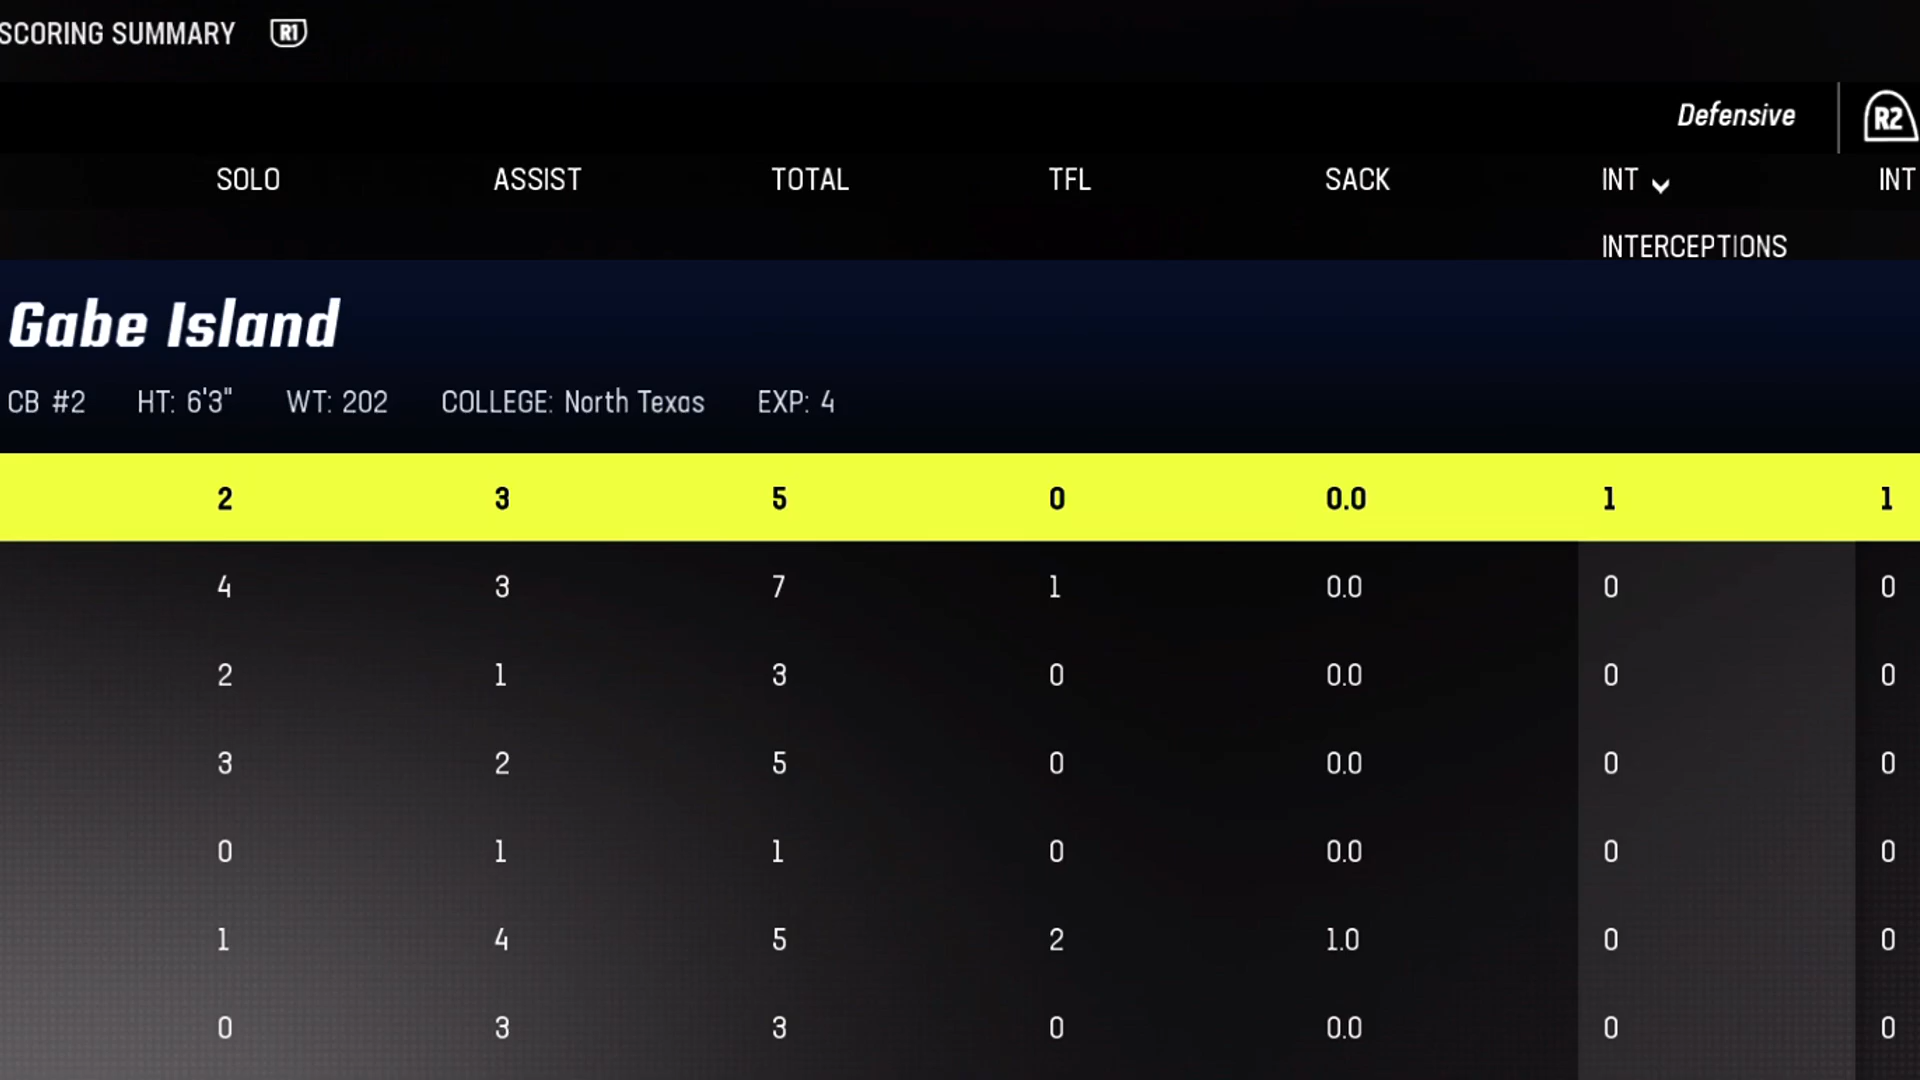 SCORING SUMMARY R1
Defensive R2
SOLO ASSIST TOTAL TFL SACK INT INT
INTERCEPTIONS
Gabe Island
CB #2 HT: 6'3" WT: 202 COLLEGE: North Texas EXP: 4
2 3 5 0 0.0 1 1
4 3 7 1 0.0 0 0
2 1 3 0 0.0 0 0
3 2 5 0 0.0 0 0
0 1 1 0 0.0 0 0
1 4 5 2 1.0 0 0
0 3 3 0 0.0 0 0